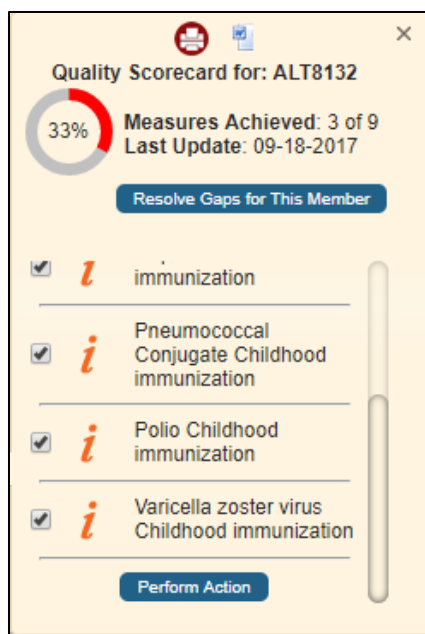 Quality Scorecard for: ALT8132
33%
Measures Achieved: 3 of 9
Last Update: 09-18-2017
Resolve Gaps for This Member
immunization
Pneumococcal
Conjugate Childhood
immunization
Polio Childhood
immunization
Varicella zoster virus
Childhood immunization
Perform Action